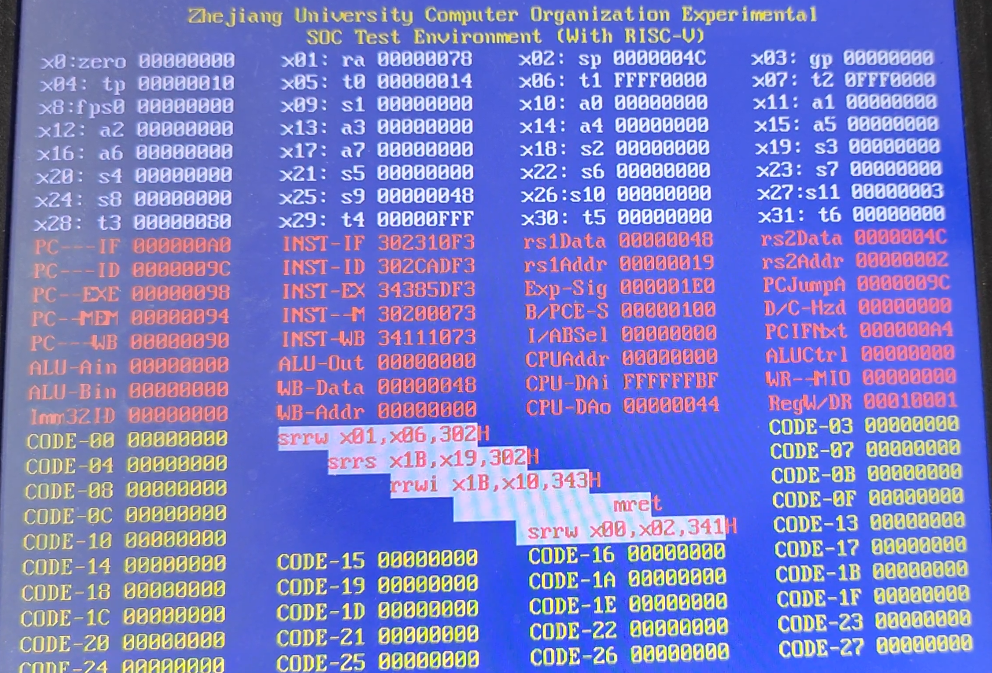 Zhejiang University Computer Organization Experimental
SOC Test Environment (With RISC-V)
x0:zero 00000000 x01: ra 00000078 x02: sp 0000004C x03: gp 00000000
x04: tp 00000010 x05: t0 00000014 x06: t1 FFFF0000 x07: t2 0FFF0000
x8:fps0 00000000 x09: s1 00000000 x10: a0 00000000 x11: a1 00000000
x12: a2 00000000 x13: a3 00000000 x14: a4 00000000 x15: a5 00000000
x16: a6 00000000 x17: a7 00000000 x18: s2 00000000 x19: s3 00000000
x20: s4 00000000 x21: s5 00000000 x22: s6 00000000 x23: s7 00000000
x24: s8 00000000 x25: s9 00000048 x26:s10 00000000 x27:s11 00000003
x28: t3 00000080 x29: t4 00000FFF x30: t5 00000000 x31: t6 00000000
PC---IF 000000A0 INST-IF 302310F3 rs1Data 00000048 rs2Data 0000004C
PC---ID 0000009C INST-ID 302CADF3 rs1Addr 00000019 rs2Addr 00000002
PC--EXE 00000098 INST-EX 34385DF3 Exp-Sig 000001E0 PCJumpA 0000009C
PC--MEM 00000094 INST--M 30200073 B/PCE-S 00000100 D/C-Hzd 00000000
PC---WB 00000090 INST-WB 34111073 I/ABSel 00000000 PCIFNxt 000000A4
ALU-Ain 00000000 ALU-Out 00000000 CPUAddr 00000000 ALUCtrl 00000000
ALU-Bin 00000000 WB-Data 00000048 CPU-DAi FFFFFFBF WR--MIO 00000000
Imm32ID 00000000 WB-Addr 00000000 CPU-DAo 00000044 RegW/DR 00010001
CODE-00 00000000 srrw x01,x06,302H CODE-03 00000000
CODE-04 00000000 srrs x1B,x19,302H CODE-07 00000000
CODE-08 00000000 rrwi x1B,x10,343H CODE-0B 00000000
CODE-0C 00000000 mret CODE-0F 00000000
CODE-10 00000000 srrw x00,x02,341H CODE-13 00000000
CODE-14 00000000 CODE-15 00000000 CODE-16 00000000 CODE-17 00000000
CODE-18 00000000 CODE-19 00000000 CODE-1A 00000000 CODE-1B 00000000
CODE-1C 00000000 CODE-1D 00000000 CODE-1E 00000000 CODE-1F 00000000
CODE-20 00000000 CODE-21 00000000 CODE-22 00000000 CODE-23 00000000
CODE-24 00000000 CODE-25 00000000 CODE-26 00000000 CODE-27 00000000